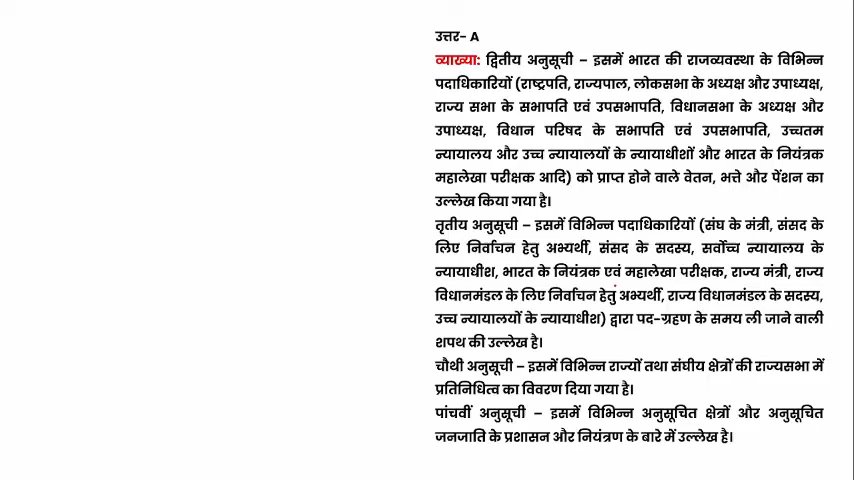 उत्तर– A
व्याख्या: द्वितीय अनुसूची – इसमें भारत की राजव्यवस्था के विभिन्न
पदाधिकारियों (राष्ट्रपति, राज्यपाल, लोकसभा के अध्यक्ष और उपाध्यक्ष,
राज्य सभा के सभापति एवं उपसभापति, विधानसभा के अध्यक्ष और
उपाध्यक्ष, विधान परिषद के सभापति एवं उपसभापति, उच्चतम
न्यायालय और उच्च न्यायालयों के न्यायाधीशों और भारत के नियंत्रक
महालेखा परीक्षक आदि) को प्राप्त होने वाले वेतन, भत्ते और पेंशन का
उल्लेख किया गया है।
तृतीय अनुसूची – इसमें विभिन्न पदाधिकारियों (संघ के मंत्री, संसद के
लिए निर्वाचन हेतु अभ्यर्थी, संसद के सदस्य, सर्वोच्च न्यायालय के
न्यायाधीश, भारत के नियंत्रक एवं महालेखा परीक्षक, राज्य मंत्री, राज्य
विधानमंडल के लिए निर्वाचन हेतु अभ्यर्थी, राज्य विधानमंडल के सदस्य,
उच्च न्यायालयों के न्यायाधीश) द्वारा पद-ग्रहण के समय ली जाने वाली
शपथ की उल्लेख है।
चौथी अनुसूची – इसमें विभिन्न राज्यों तथा संघीय क्षेत्रों की राज्यसभा में
प्रतिनिधित्व का विवरण दिया गया है।
पांचवीं अनुसूची – इसमें विभिन्न अनुसूचित क्षेत्रों और अनुसूचित
जनजाति के प्रशासन और नियंत्रण के बारे में उल्लेख है।